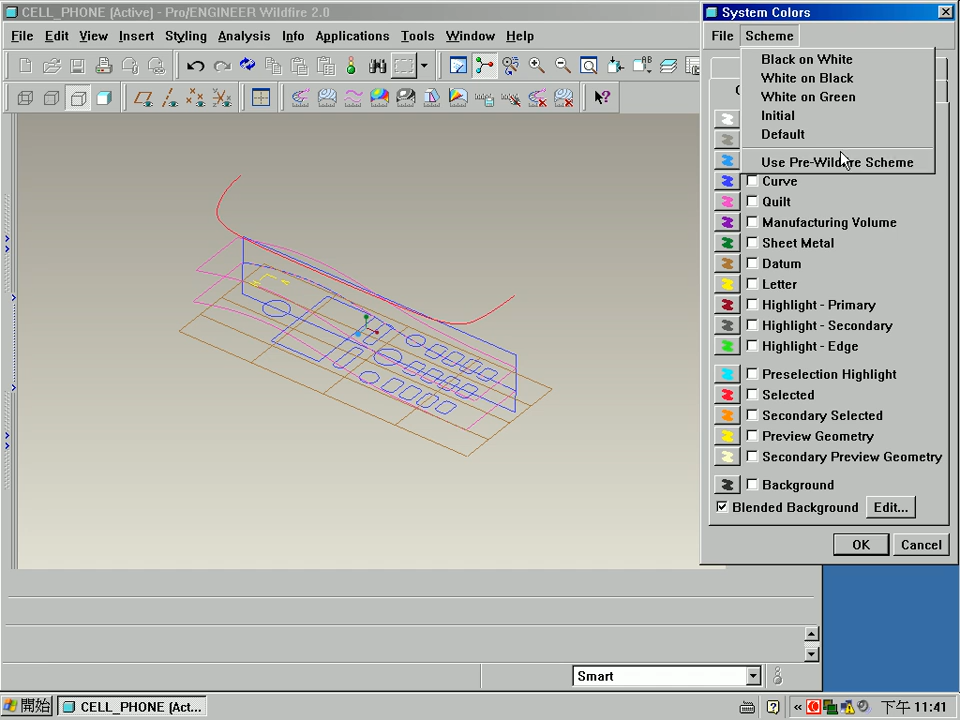 CELL_PHONE (Active) - Pro/ENGINEER Wildfire 2.0
File Edit View Insert Styling Analysis Info Applications Tools Window Help
System Colors
File Scheme
Black on White
White on Black
White on Green
Initial
Default
Use Pre-Wildfire Scheme
Curve
Quilt
Manufacturing Volume
Sheet Metal
Datum
Letter
Highlight - Primary
Highlight - Secondary
Highlight - Edge
Preselection Highlight
Selected
Secondary Selected
Preview Geometry
Secondary Preview Geometry
Background
Blended Background Edit...
OK Cancel
Smart
開始 CELL_PHONE (Act... « 下午 11:41